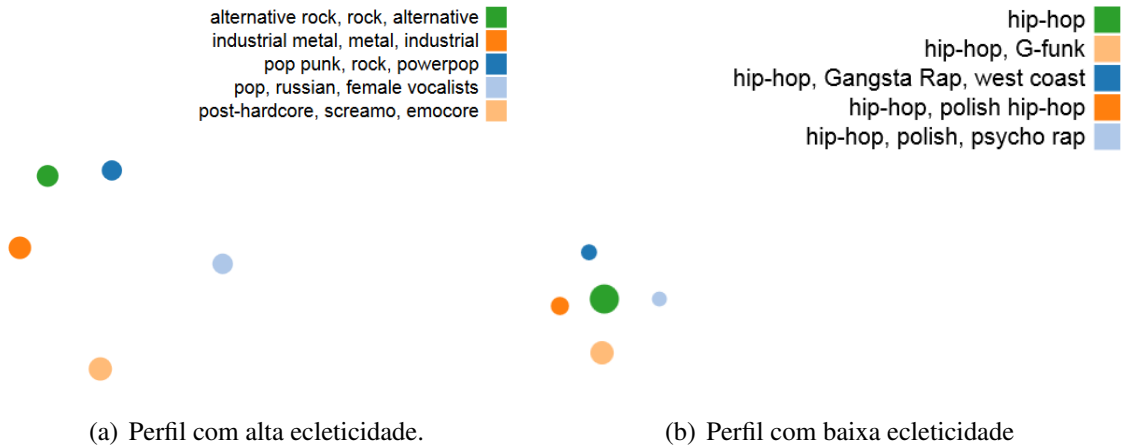 alternative rock, rock, alternative
industrial metal, metal, industrial
pop punk, rock, powerpop
pop, russian, female vocalists
post-hardcore, screamo, emocore
(a) Perfil com alta ecleticidade.
hip-hop
hip-hop, G-funk
hip-hop, Gangsta Rap, west coast
hip-hop, polish hip-hop
hip-hop, polish, psycho rap
(b) Perfil com baixa ecleticidade